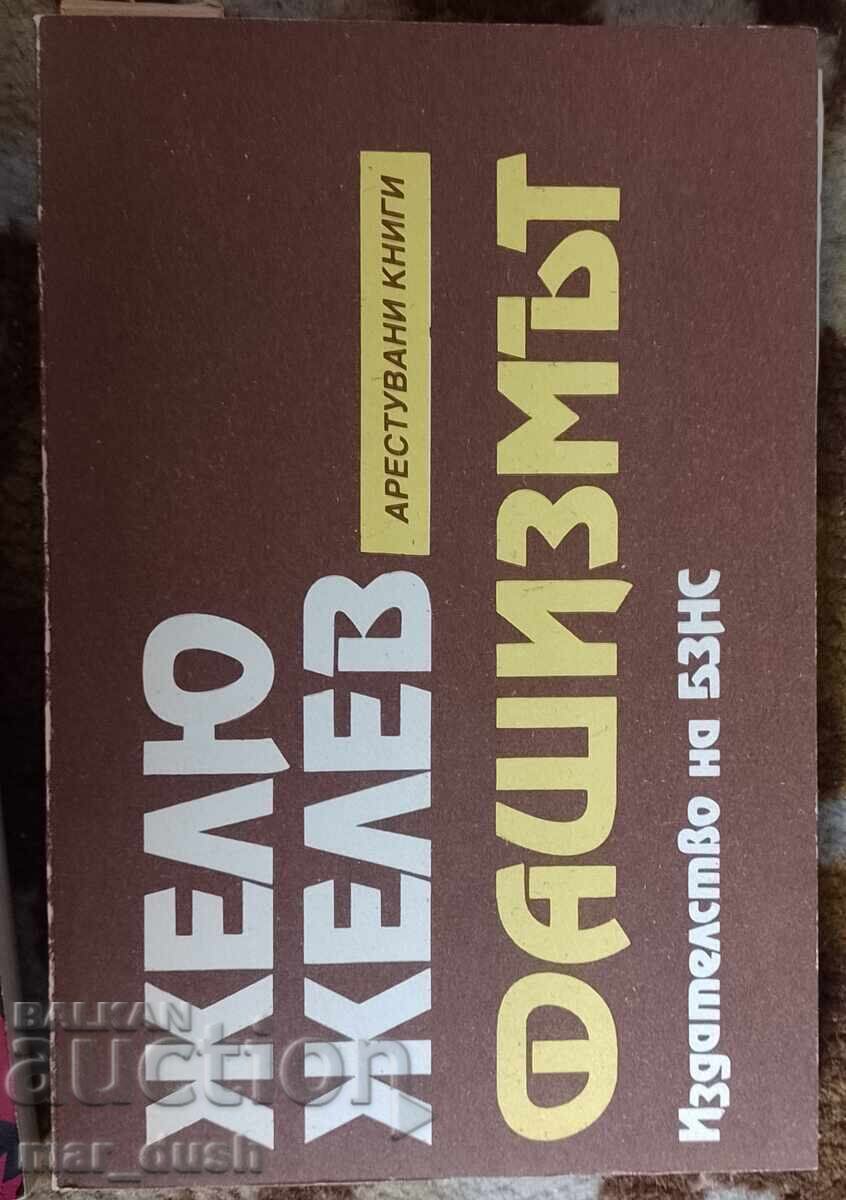 ЖЕЛЮ
ЖЕЛЕВ
АРЕСТУВАНИ КНИГИ
ФАШИЗМЪТ
Издателство на БЗНС
BALKAN
auction
mar_dush